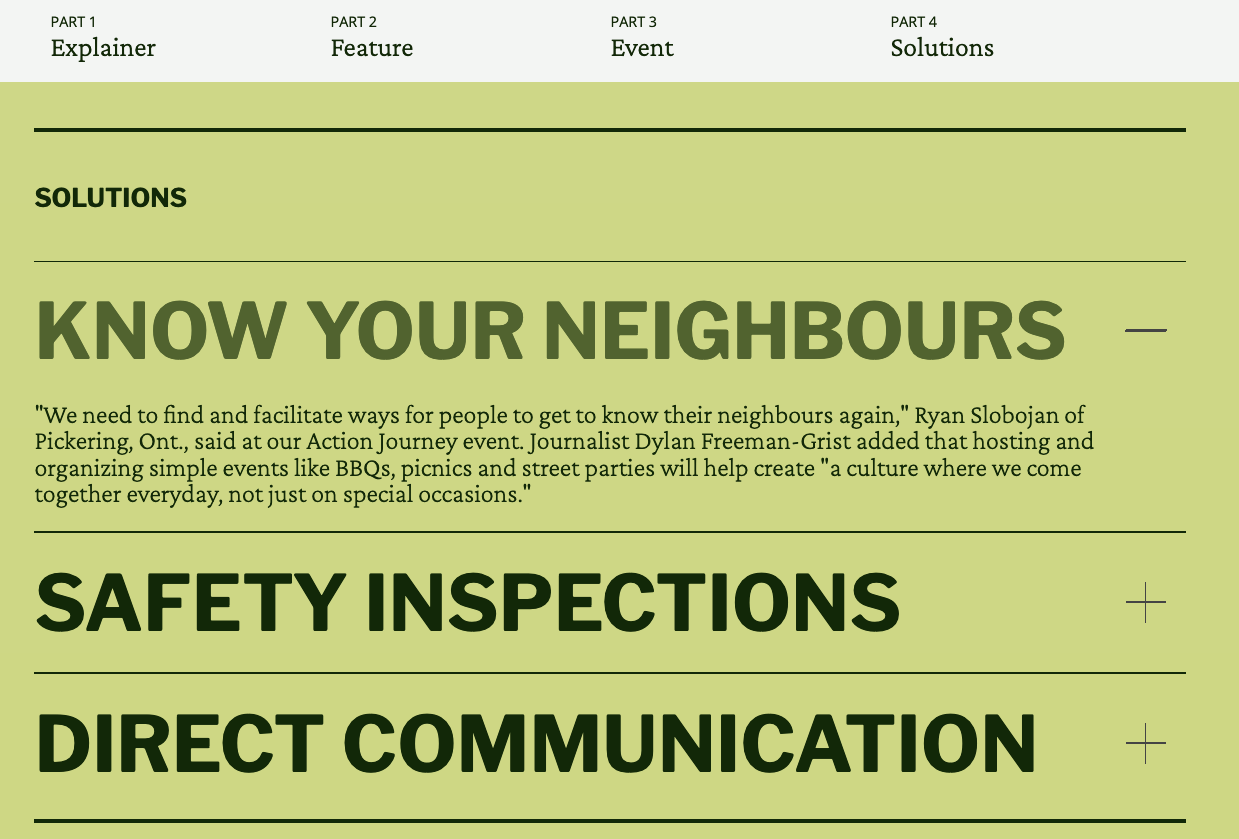 PART 1
Explainer
PART 2
Feature
PART 3
Event
PART 4
Solutions
SOLUTIONS
KNOW YOUR NEIGHBOURS
"We need to find and facilitate ways for people to get to know their neighbours again," Ryan Slobojan of
Pickering, Ont., said at our Action Journey event. Journalist Dylan Freeman-Grist added that hosting and
organizing simple events like BBQs, picnics and street parties will help create "a culture where we come
together everyday, not just on special occasions."
SAFETY INSPECTIONS
DIRECT COMMUNICATION